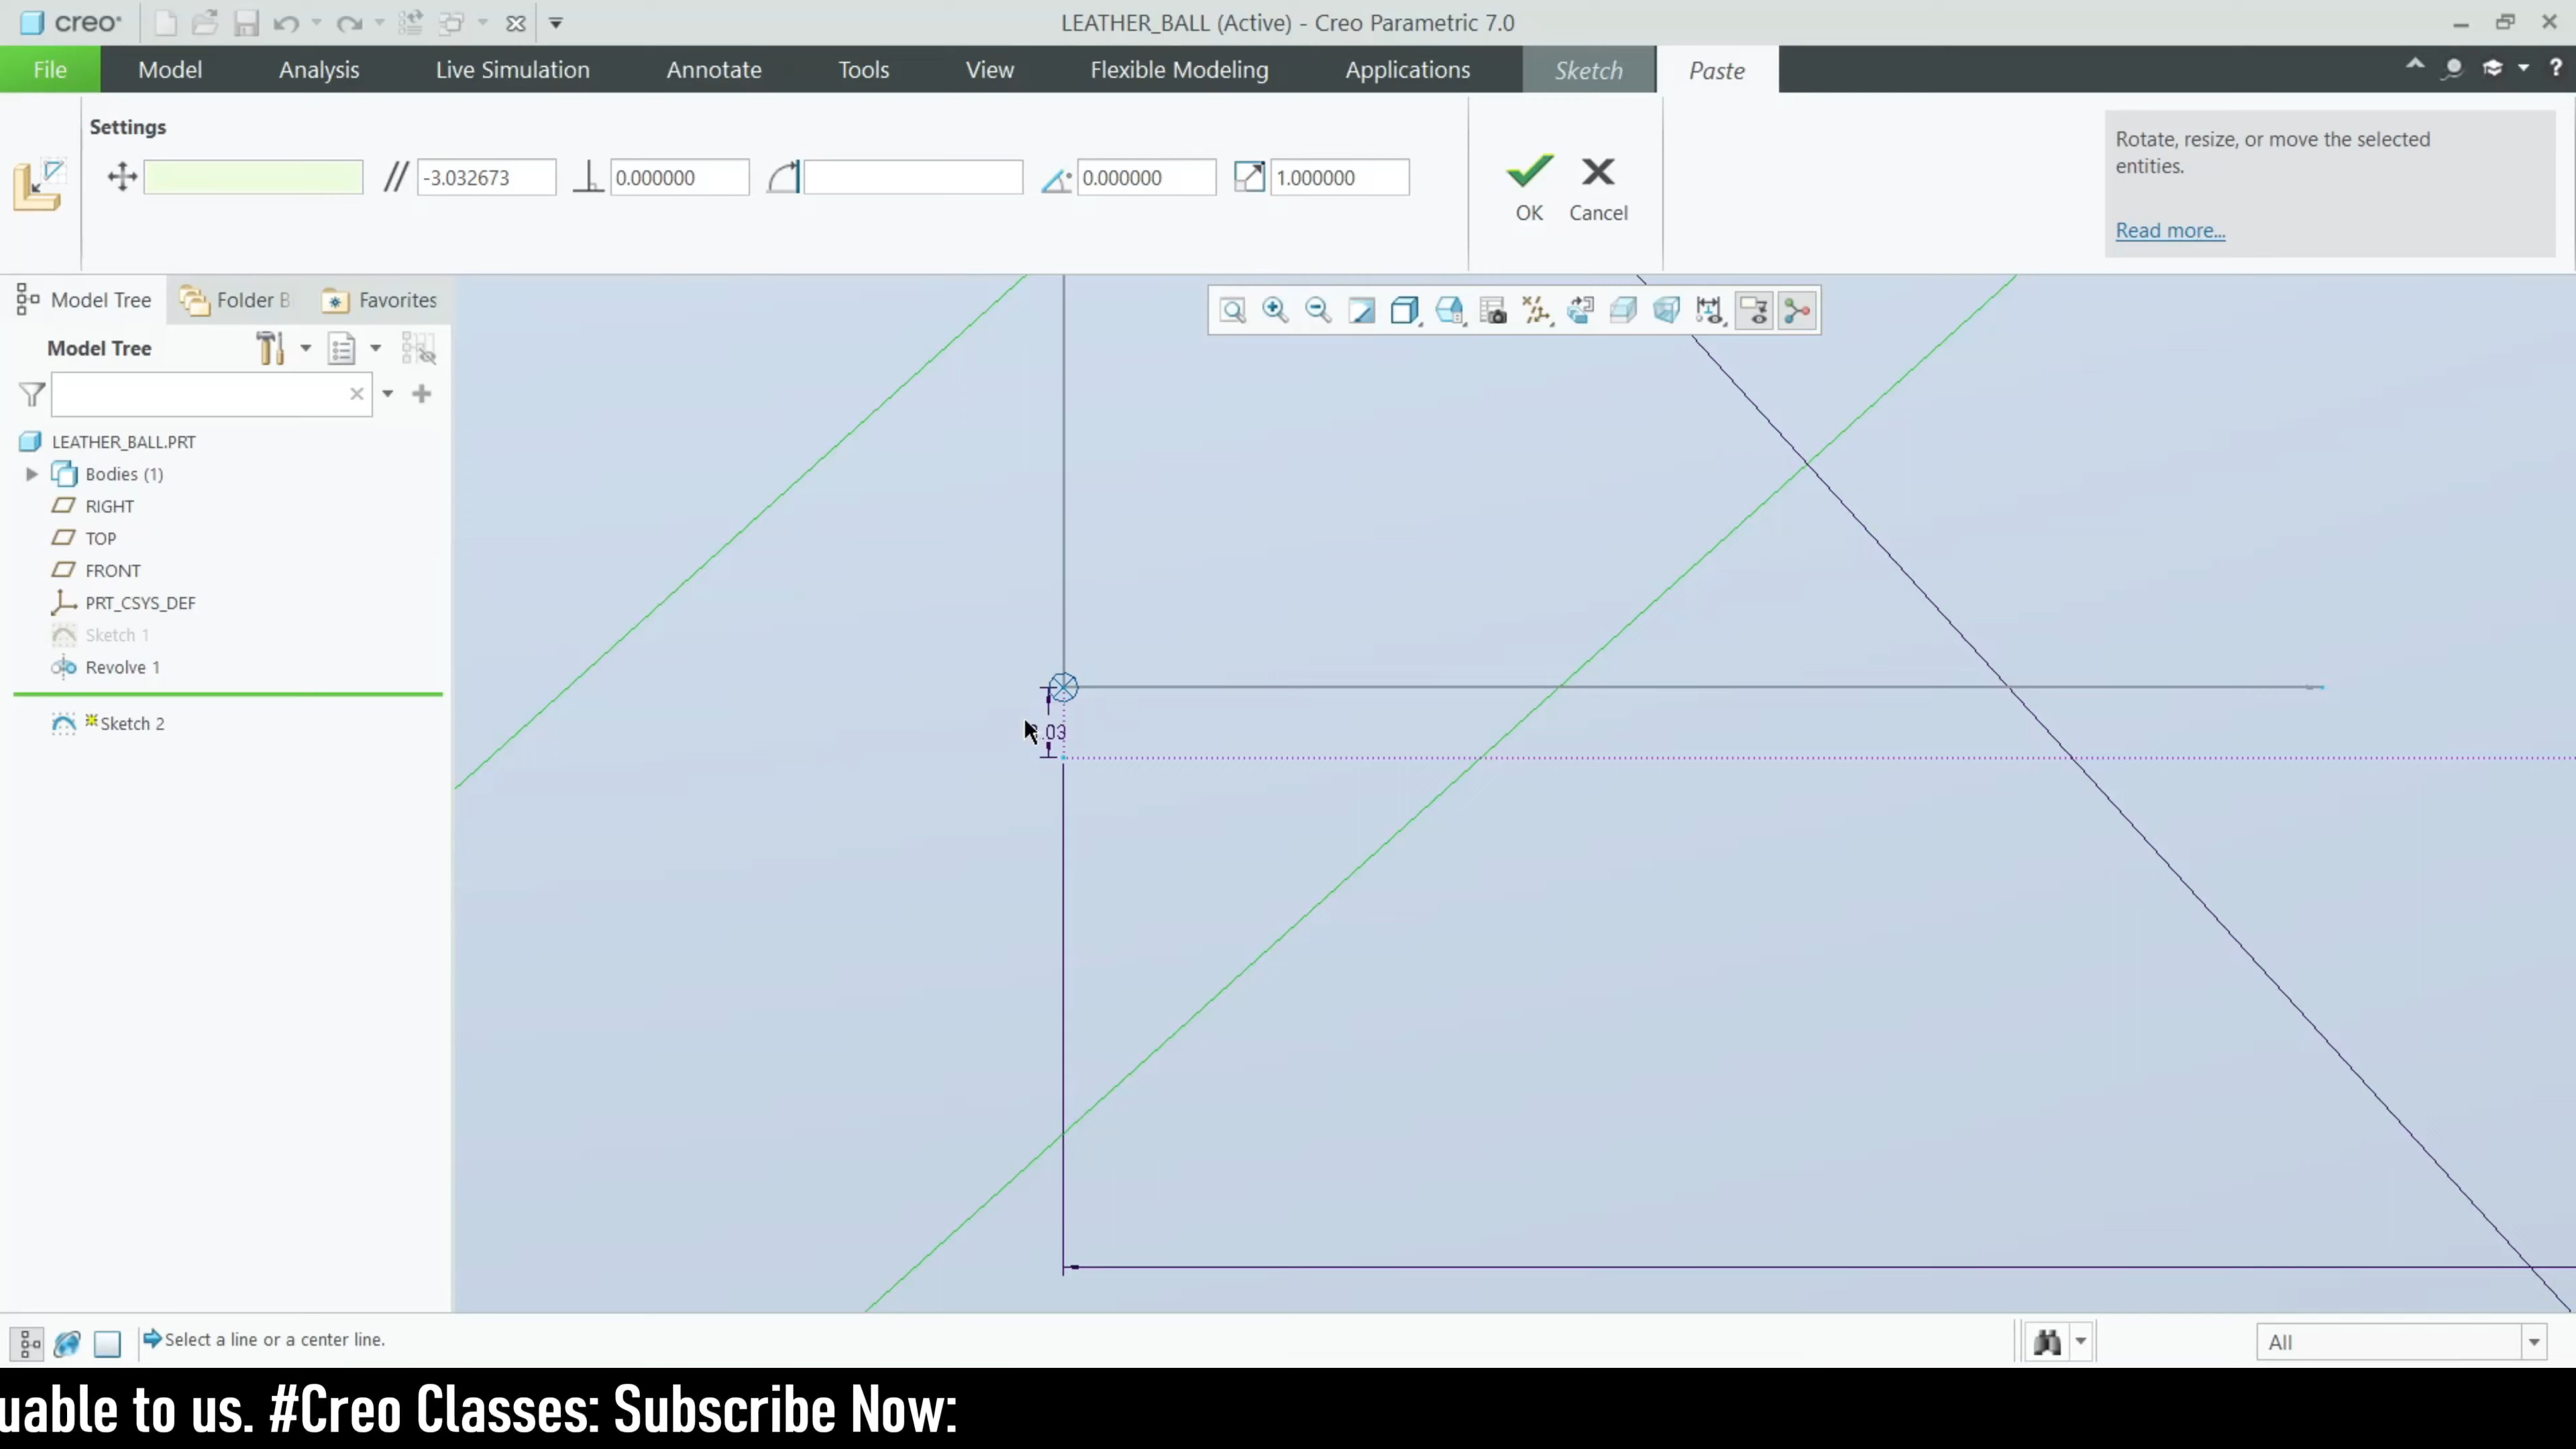 creo
LEATHER_BALL (Active) - Creo Parametric 7.0
File Model Analysis Live Simulation Annotate Tools View Flexible Modeling Applications Sketch Paste
Settings
-3.032673 0.000000 0.000000 1.000000
OK Cancel
Rotate, resize, or move the selected
entities.
Read more...
Model Tree Folder B Favorites
Model Tree
LEATHER_BALL.PRT
Bodies (1)
RIGHT
TOP
FRONT
PRT_CSYS_DEF
Sketch 1
Revolve 1
Sketch 2
.03
Select a line or a center line.
All
uable to us. #Creo Classes: Subscribe Now: